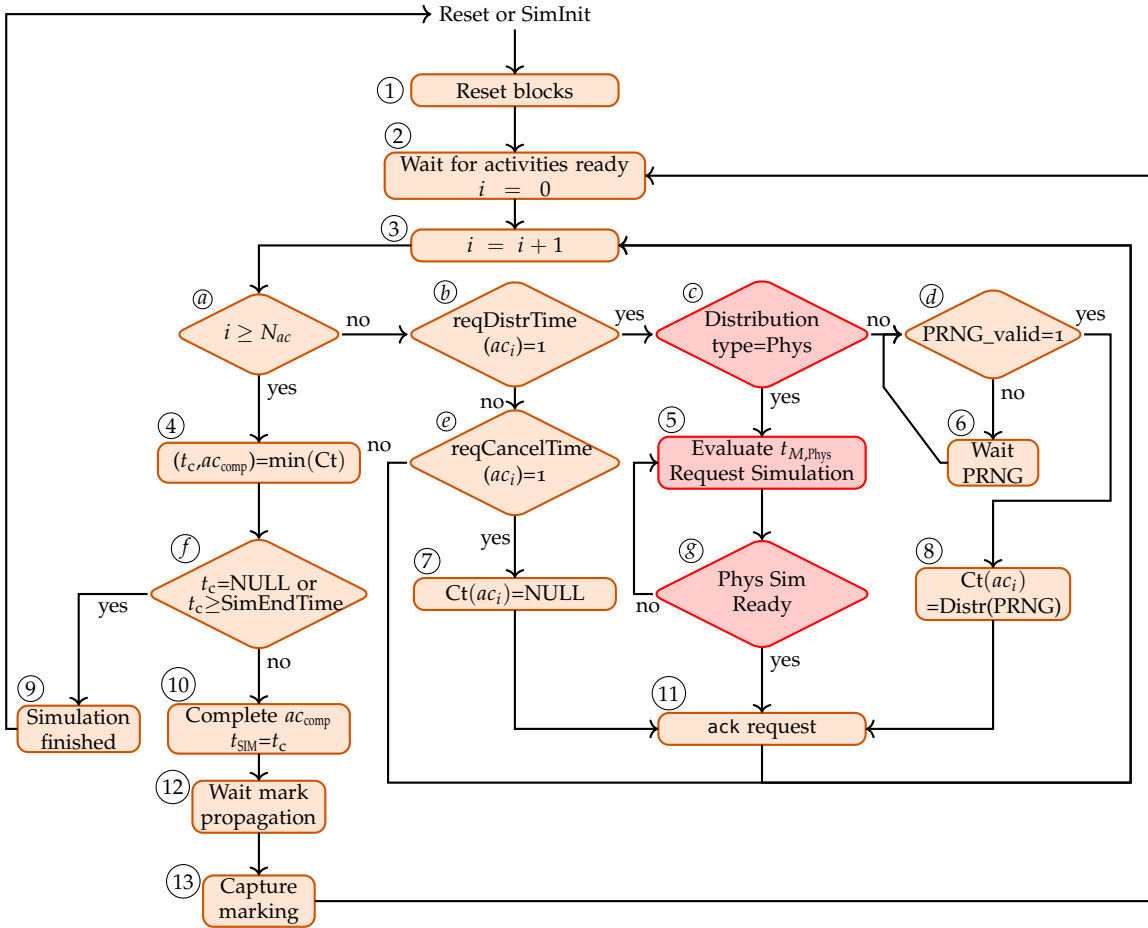 Reset or SimInit
1
Reset blocks
2
Wait for activities ready
i = 0
3
i = i + 1
a
i ≥ N_ac
no
yes
b
reqDistrTime
(ac_i)=1
yes
no
c
Distribution
type=Phys
no
yes
d
PRNG_valid=1
yes
no
4
(t_c,ac_comp)=min(Ct)
no
e
reqCancelTime
(ac_i)=1
yes
5
Evaluate t_M,Phys
Request Simulation
6
Wait
PRNG
f
t_c=NULL or
t_c≥SimEndTime
yes
no
7
Ct(ac_i)=NULL
g
Phys Sim
Ready
no
yes
8
Ct(ac_i)
=Distr(PRNG)
9
Simulation
finished
10
Complete ac_comp
t_SIM=t_c
11
ack request
12
Wait mark
propagation
13
Capture
marking